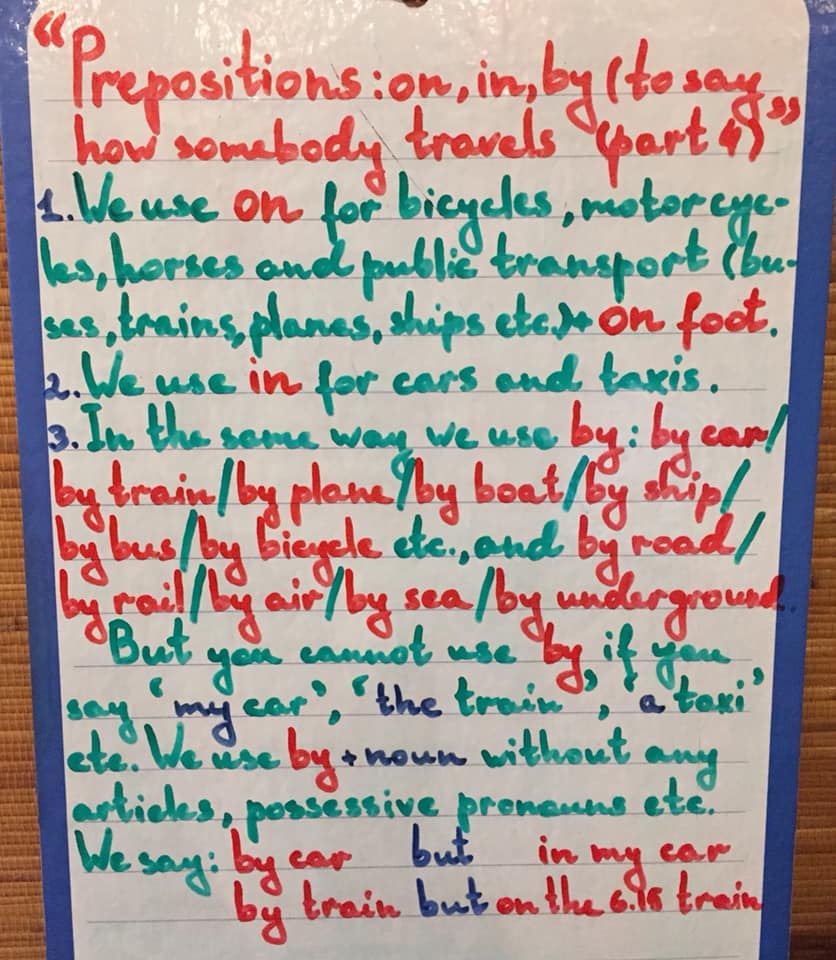 "Prepositions: on, in, by (to say
how somebody travels (part 4)"
1. We use on for bicycles, motorcyc-
les, horses and public transport (bu-
ses, trains, planes, ships etc.)+ on foot.
2. We use in for cars and taxis.
3. In the same way we use by: by car/
by train/by plane/by boat/by ship/
by bus/by bicycle etc., and by road/
by rail/by air/by sea/by underground.
But you cannot use by, if you
say 'my car', 'the train', 'a taxi'
etc. We use by + noun without any
articles, possessive pronouns etc.
We say: by car but in my car
by train but on the 6.15 train